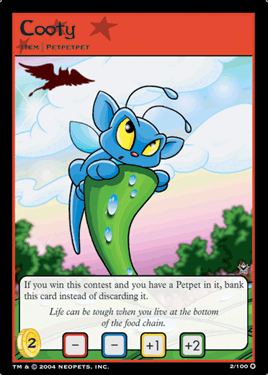 Cooty
Item | Petpetpet
If you win this contest and you have a Petpet in it, bank
this card instead of discarding it.
Life can be tough when you live at the bottom
of the food chain.
2 – – +1 +2
TM & © 2004 NEOPETS, INC. 2/100